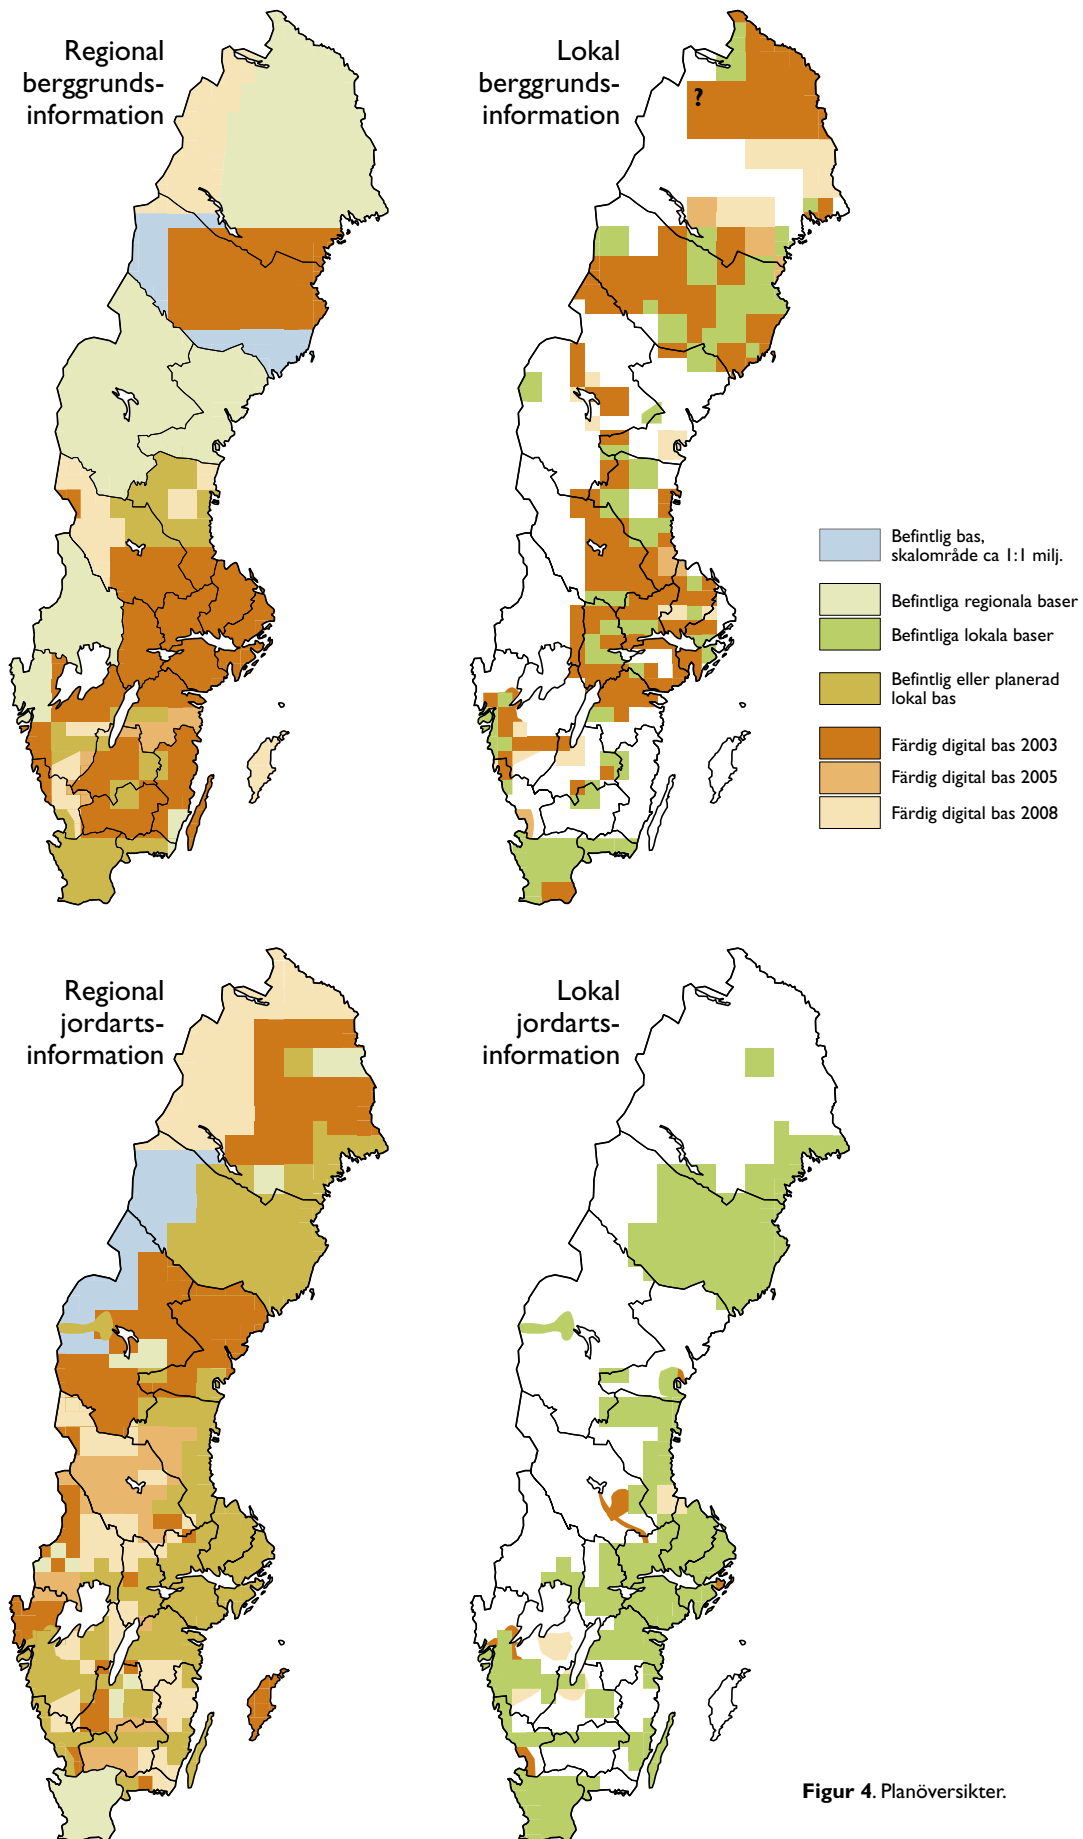 Regional
berggrunds-
information
Lokal
berggrunds-
information
?
Befintlig bas,
skalområde ca 1:1 milj.
Befintliga regionala baser
Befintliga lokala baser
Befintlig eller planerad
lokal bas
Färdig digital bas 2003
Färdig digital bas 2005
Färdig digital bas 2008
Regional
jordarts-
information
Lokal
jordarts-
information
Figur 4. Planöversikter.